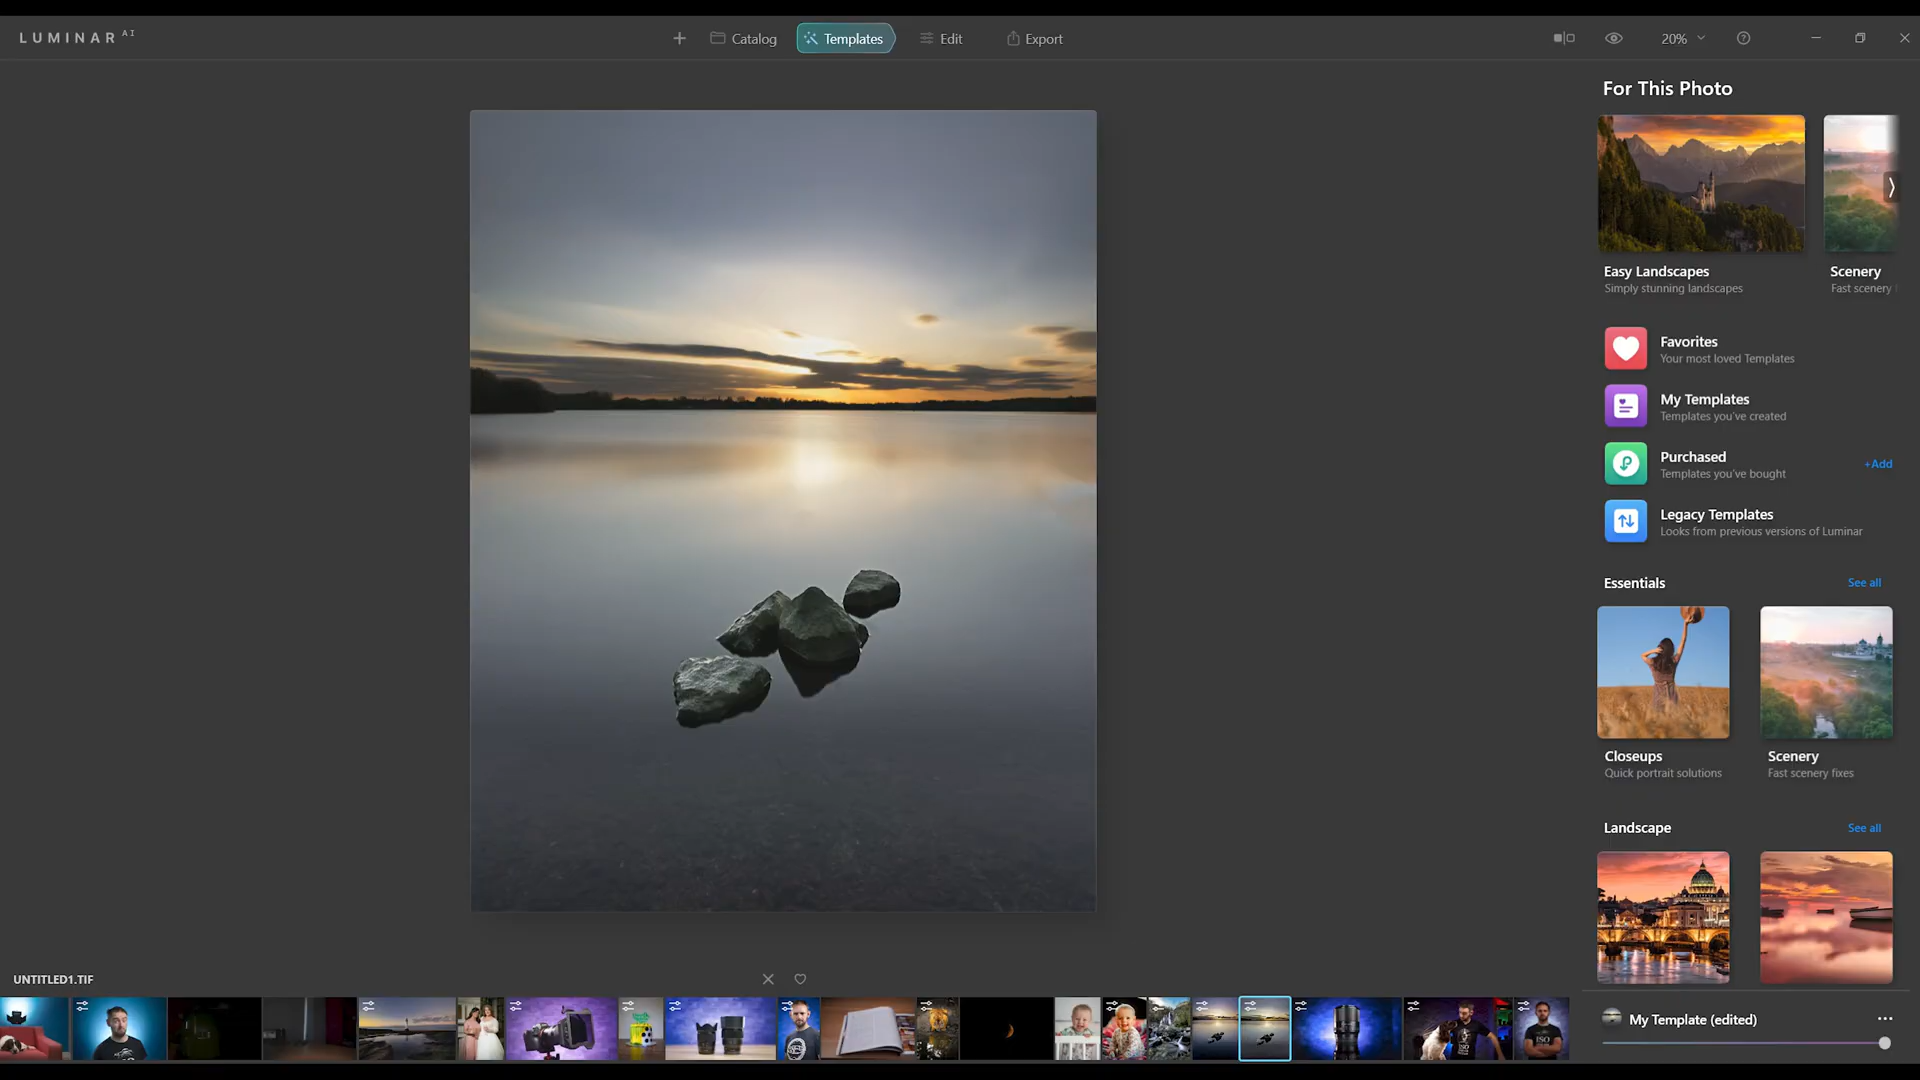 LUMINAR AI
Catalog
Templates
Edit
Export
20%
For This Photo
Easy Landscapes
Simply stunning landscapes
Scenery
Fast scenery
Favorites
Your most loved Templates
My Templates
Templates you've created
Purchased
Templates you've bought
+Add
Legacy Templates
Looks from previous versions of Luminar
Essentials
See all
Closeups
Quick portrait solutions
Scenery
Fast scenery fixes
Landscape
See all
UNTITLED1.TIF
My Template (edited)
ISO